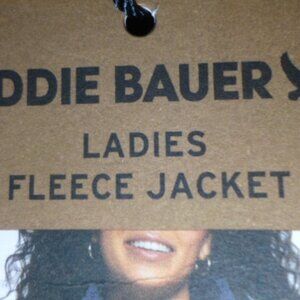 DDIE BAUER
LADIES
FLEECE JACKET